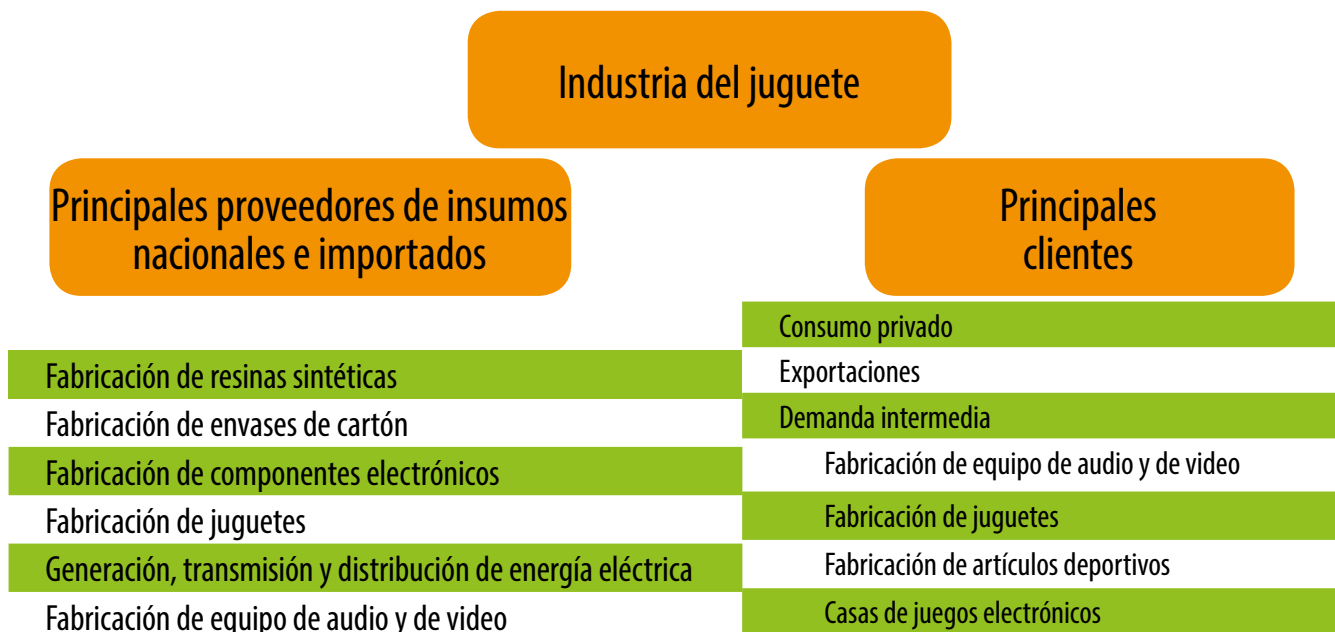 Industria del juguete
Principales proveedores de insumos
nacionales e importados
Fabricación de resinas sintéticas
Fabricación de envases de cartón
Fabricación de componentes electrónicos
Fabricación de juguetes
Generación, transmisión y distribución de energía eléctrica
Fabricación de equipo de audio y de video
Principales
clientes
Consumo privado
Exportaciones
Demanda intermedia
Fabricación de equipo de audio y de video
Fabricación de juguetes
Fabricación de artículos deportivos
Casas de juegos electrónicos